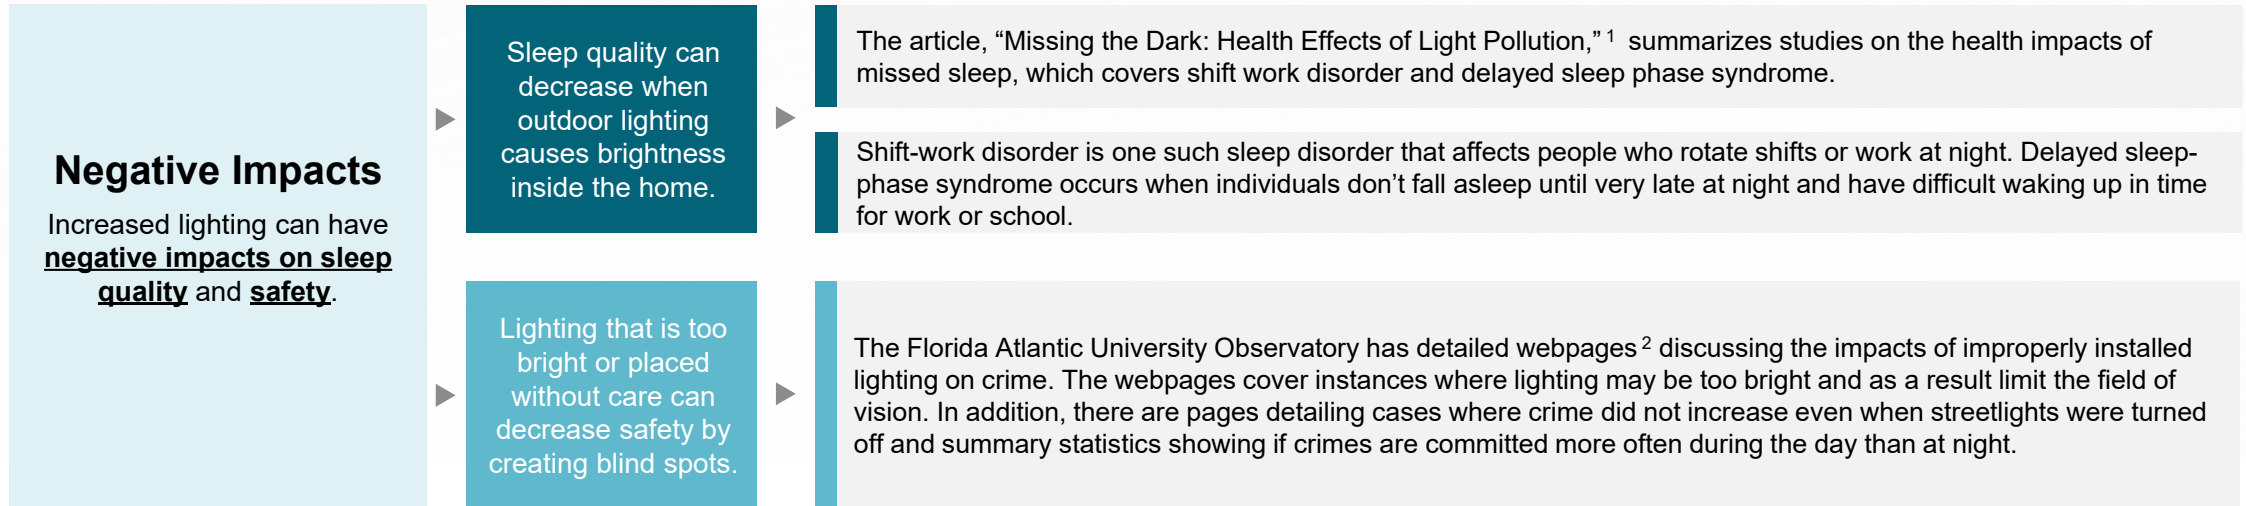 Negative Impacts
Increased lighting can have
negative impacts on sleep
quality and safety.
Sleep quality can
decrease when
outdoor lighting
causes brightness
inside the home.
The article, “Missing the Dark: Health Effects of Light Pollution,” 1 summarizes studies on the health impacts of
missed sleep, which covers shift work disorder and delayed sleep phase syndrome.
Shift-work disorder is one such sleep disorder that affects people who rotate shifts or work at night. Delayed sleep-
phase syndrome occurs when individuals don’t fall asleep until very late at night and have difficult waking up in time
for work or school.
Lighting that is too
bright or placed
without care can
decrease safety by
creating blind spots.
The Florida Atlantic University Observatory has detailed webpages 2 discussing the impacts of improperly installed
lighting on crime. The webpages cover instances where lighting may be too bright and as a result limit the field of
vision. In addition, there are pages detailing cases where crime did not increase even when streetlights were turned
off and summary statistics showing if crimes are committed more often during the day than at night.